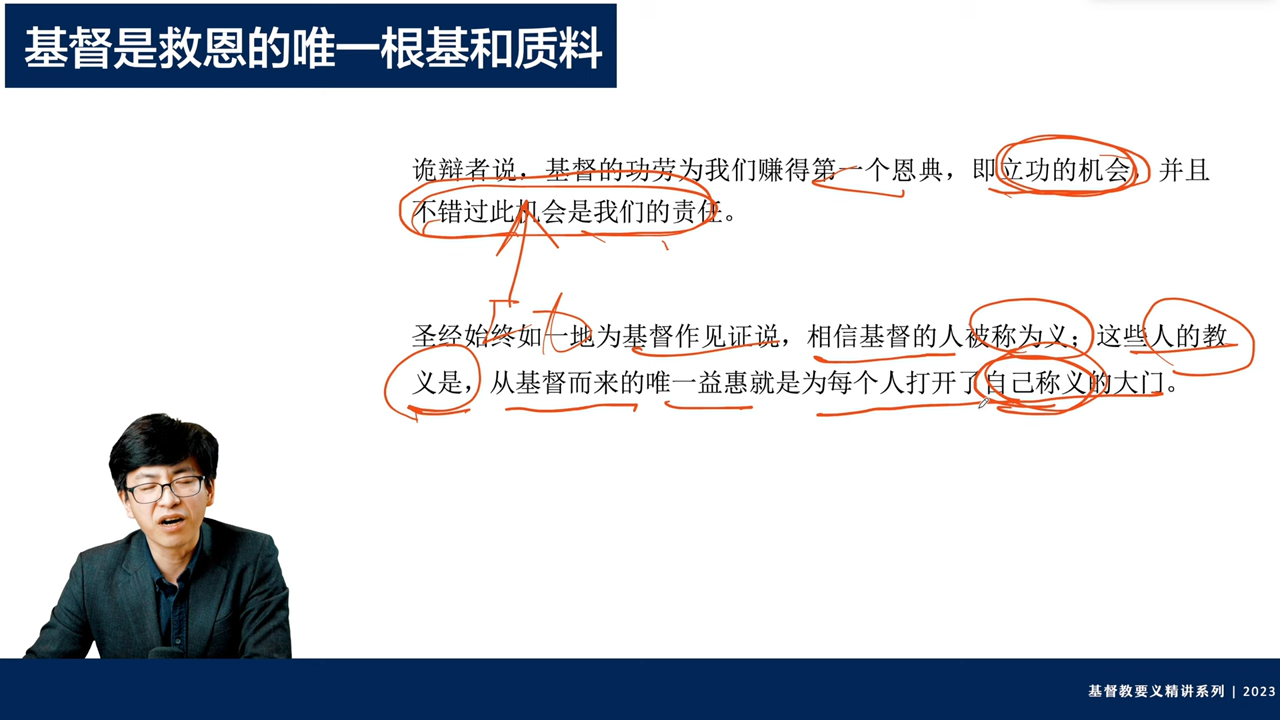 基督是救恩的唯一根基和质料
诡辩者说，基督的功劳为我们赚得第一个恩典，即立功的机会，并且
不错过此机会是我们的责任。
圣经始终如一地为基督作见证说，相信基督的人被称为义；这些人的教
义是，从基督而来的唯一益惠就是为每个人打开了自己称义的大门。
基督教要义精讲系列 | 2023